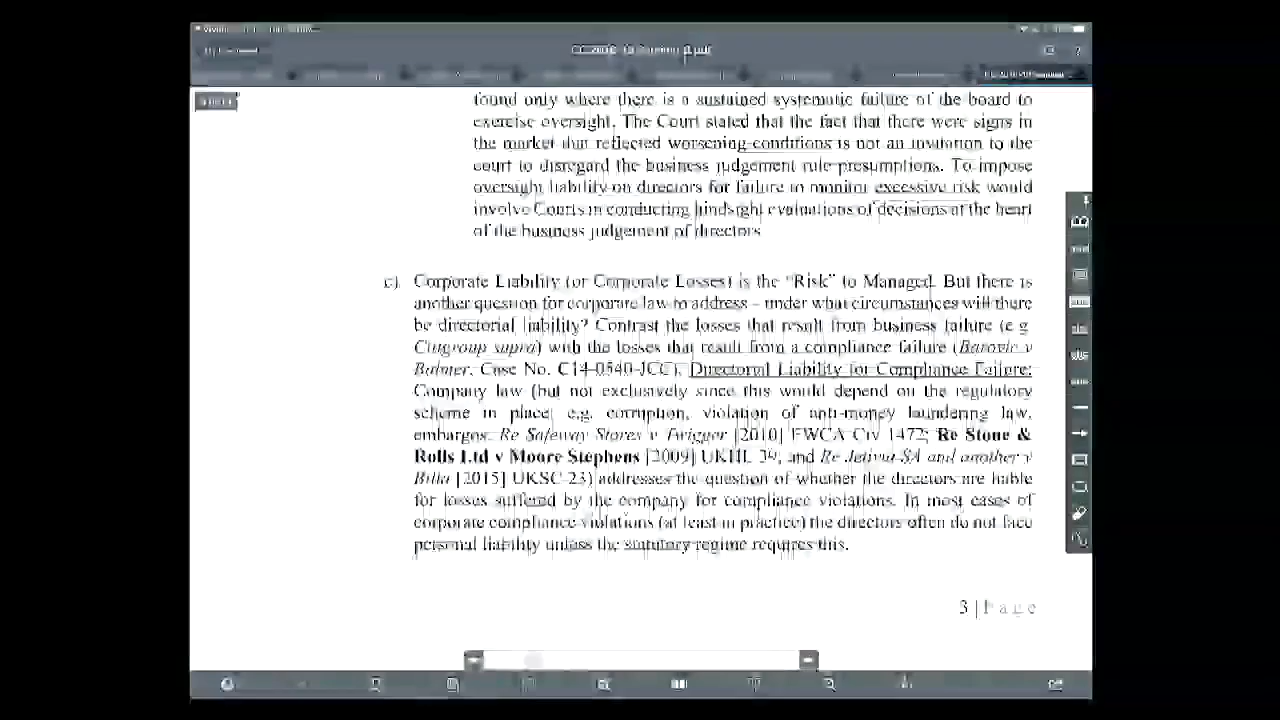 found only where there is a sustained systematic failure of the board to
exercise oversight. The Court stated that the fact that there were signs in
the market that reflected worsening conditions is not an invitation to the
court to disregard the business judgement rule presumptions. To impose
oversight liability on directors for failure to monitor excessive risk would
involve Courts in conducting hindsight evaluations of decisions at the heart
of the business judgement of directors
c) Corporate Liability (or Corporate Losses) is the “Risk” to Managed. But there is
another question for corporate law to address – under what circumstances will there
be directorial liability? Contrast the losses that result from business failure (e.g
Citigroup supra) with the losses that result from a compliance failure (
Case No. C14-0540-JCC). Directorial Liability for Compliance Failure:
Company law (but not exclusively since this would depend on the regulatory
scheme in place; e.g. corruption, violation of anti-money laundering law,
embargos. Re Safeway Stores v Twigger [2010] EWCA Civ 1472; Re Stone &
Rolls Ltd v Moore Stephens [2009] UKHL and Re Jetivia SA and another v
Bilta [2015] UKSC 23) addresses the question of whether the directors are liable
for losses suffered by the company for compliance violations. In most cases of
corporate compliance violations (at least in practice) the directors often do not face
personal liability unless the statutory regime requires this.
3 | P a g e